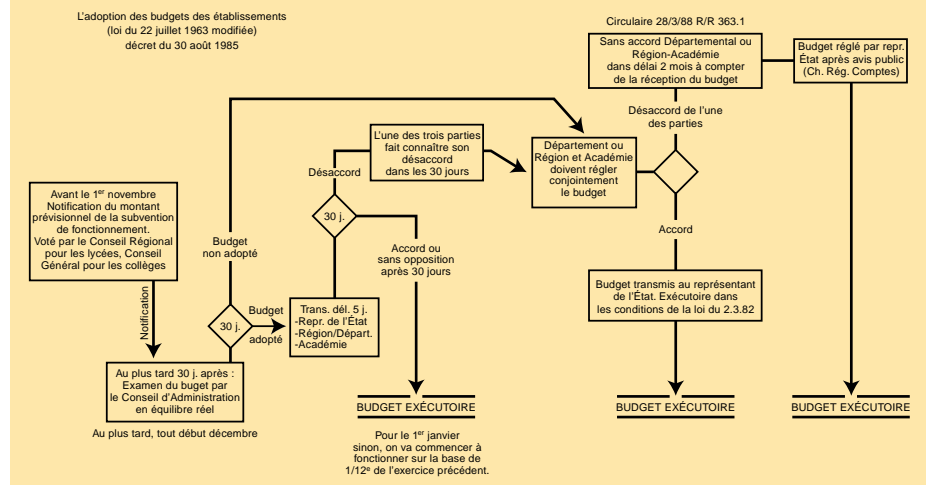 L'adoption des budgets des établissements
(loi du 22 juillet 1963 modifiée)
décret du 30 août 1985
Circulaire 28/3/88 R/R 363.1
Sans accord Départemental ou
Région-Académie
dans délai 2 mois à compter
de la réception du budget
Budget réglé par repr.
État après avis public
(Ch. Rég. Comptes)
Désaccord de l'une
des parties
L'une des trois parties
fait connaître son
désaccord
dans les 30 jours
Département ou
Région et Académie
doivent régler
conjointement
le budget
Désaccord
Avant le 1er novembre
Notification du montant
prévisionnel de la subvention
de fonctionnement.
Voté par le Conseil Régional
pour les lycées, Conseil
Général pour les collèges
30 j.
Budget
non adopté
Accord ou
sans opposition
après 30 jours
Accord
Budget transmis au représentant
de l'État. Exécutoire dans
les conditions de la loi du 2.3.82
Notification
30 j.
Budget
adopté
Trans. dél. 5 j.
-Repr. de l'État
-Région/Départ.
-Académie
Au plus tard 30 j. après :
Examen du buget par
le Conseil d'Administration
en équilibre réel
Au plus tard, tout début décembre
BUDGET EXÉCUTOIRE
BUDGET EXÉCUTOIRE
BUDGET EXÉCUTOIRE
Pour le 1er janvier
sinon, on va commencer à
fonctionner sur la base de
1/12e de l'exercice précédent.